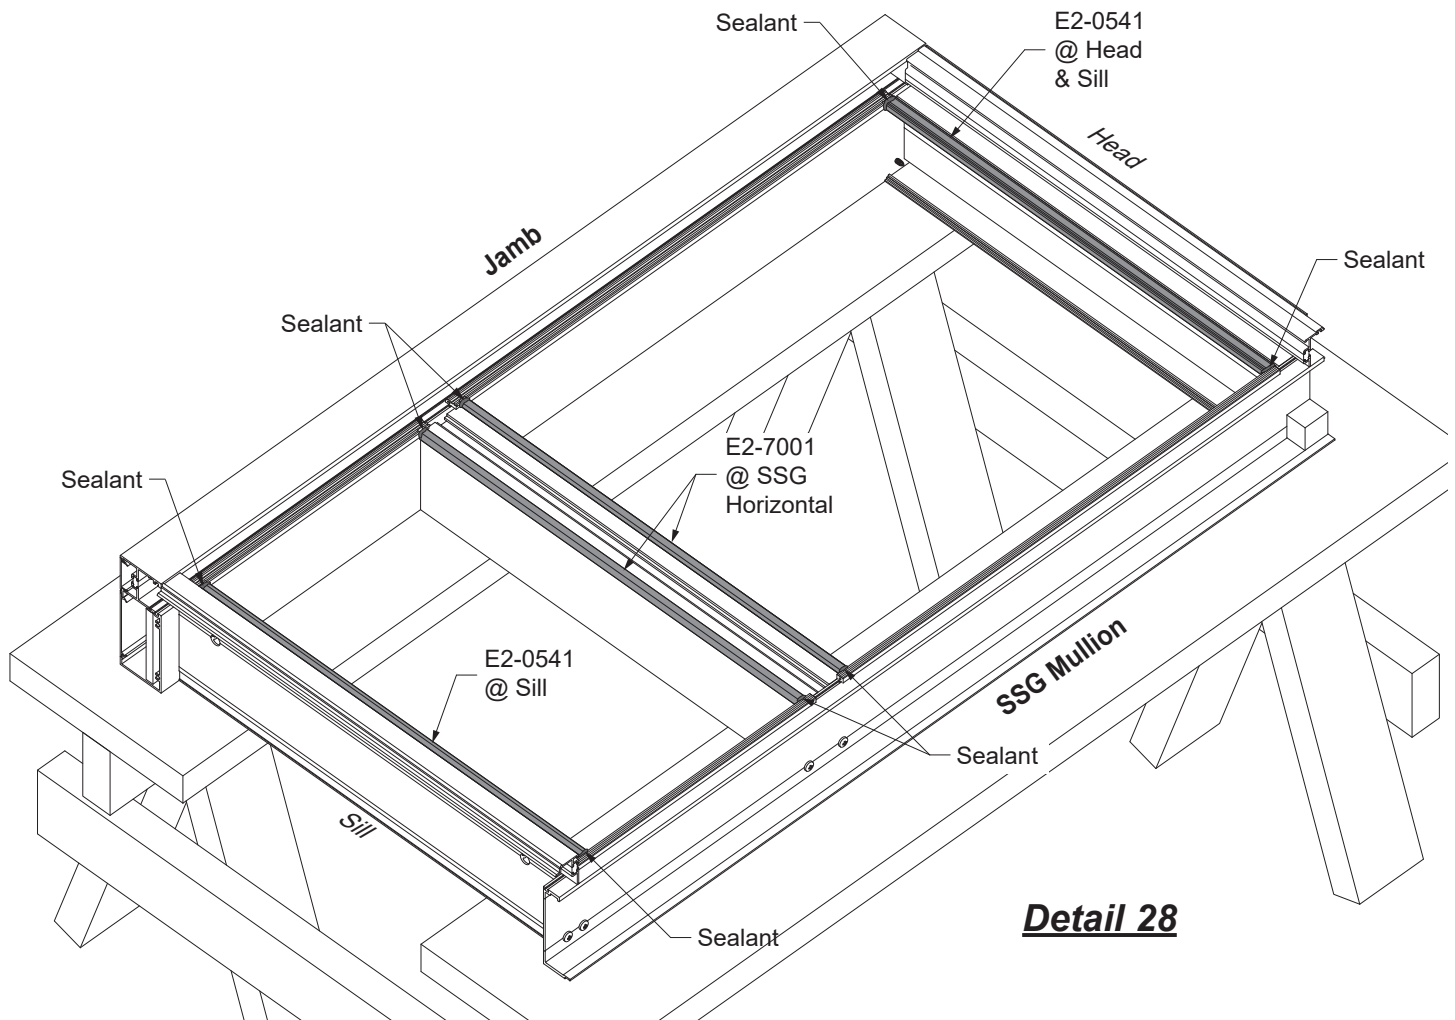 Sealant
E2-0541
@ Head
& Sill
Head
Jamb
Sealant
Sealant
E2-7001
@ SSG
Horizontal
Sealant
E2-0541
@ Sill
SSG Mullion
Sealant
Sill
Sealant
Detail 28